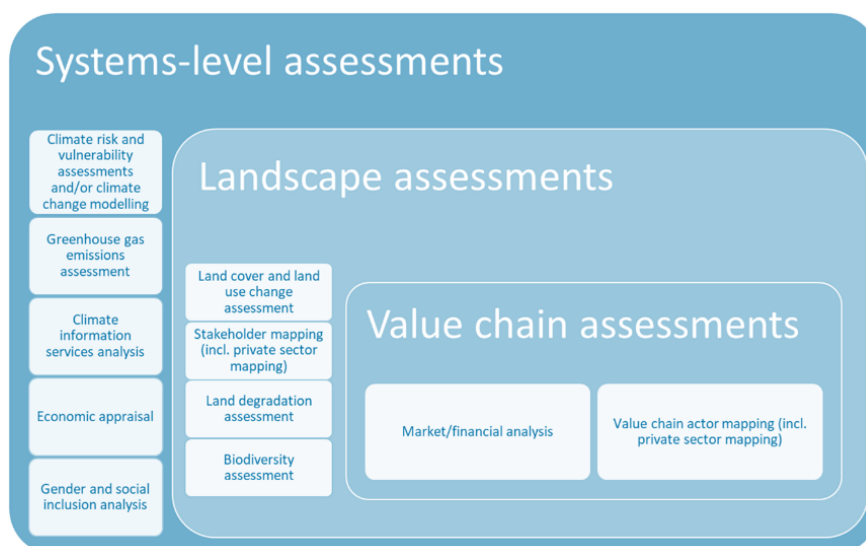 Systems-level assessments
Climate risk and
vulnerability
assessments
and/or climate
change modelling
Greenhouse gas
emissions
assessment
Climate
information
services analysis
Economic appraisal
Gender and social
inclusion analysis
Landscape assessments
Land cover and land
use change
assessment
Stakeholder mapping
(incl. private sector
mapping)
Land degradation
assessment
Biodiversity
assessment
Value chain assessments
Market/financial analysis
Value chain actor mapping (incl.
private sector mapping)